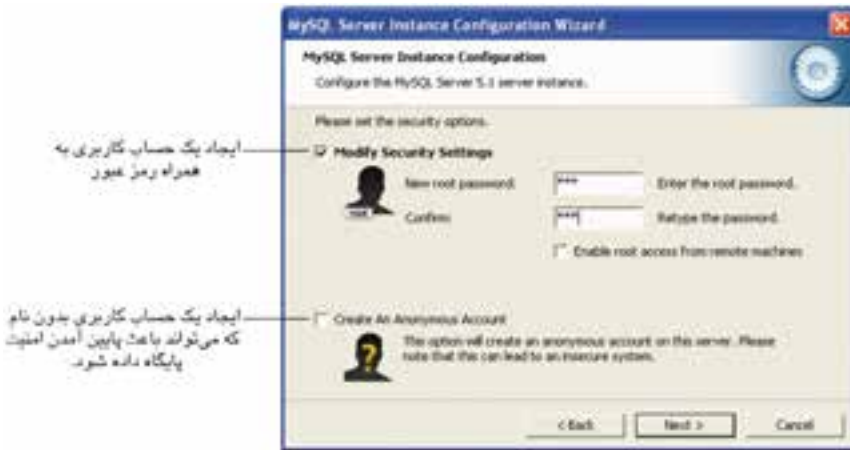 MySQL Server Instance Configuration Wizard
MySQL Server Instance Configuration
Configure the MySQL Server 5.1 server instance.
Please set the security options.
ایجاد یک حساب کاربری به
همراه رمز عبور
Modify Security Settings
root
New root password:
***
Enter the root password.
Confirm:
***
Retype the password.
Enable root access from remote machines
ایجاد یک حساب کاربری بدون نام
که می‌تواند باعث پایین آمدن امنیت
پایگاه داده شود.
Create An Anonymous Account
This option will create an anonymous account on this server. Please
note that this can lead to an insecure system.
< Back
Next >
Cancel